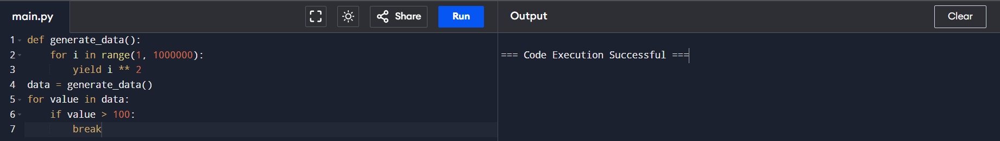 main.py Share Run Output Clear
1 def generate_data():
2     for i in range(1, 1000000):
3         yield i ** 2
4 data = generate_data()
5 for value in data:
6     if value > 100:
7         break
=== Code Execution Successful ===